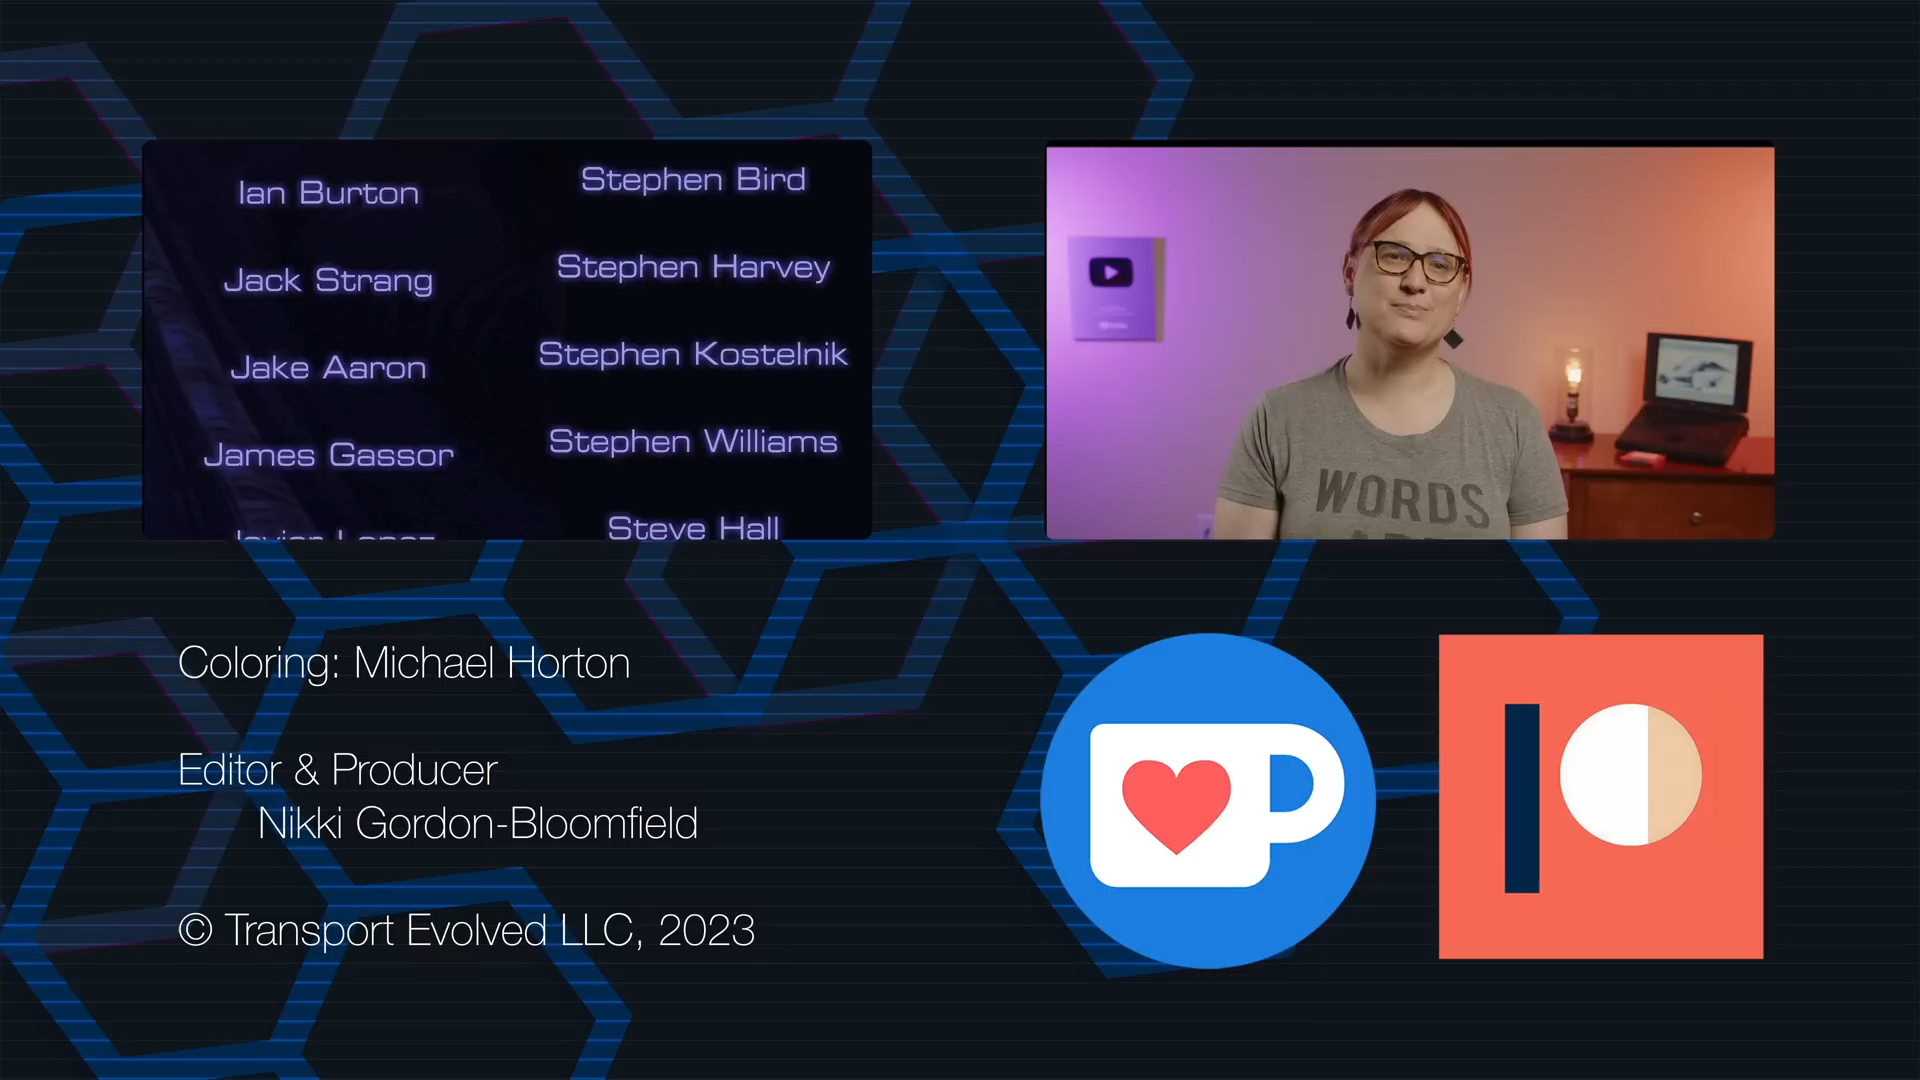 Ian Burton
Jack Strang
Jake Aaron
James Gassor
Stephen Bird
Stephen Harvey
Stephen Kostelnik
Stephen Williams
Steve Hall
WORDS
Coloring: Michael Horton
Editor & Producer
Nikki Gordon-Bloomfield
© Transport Evolved LLC, 2023